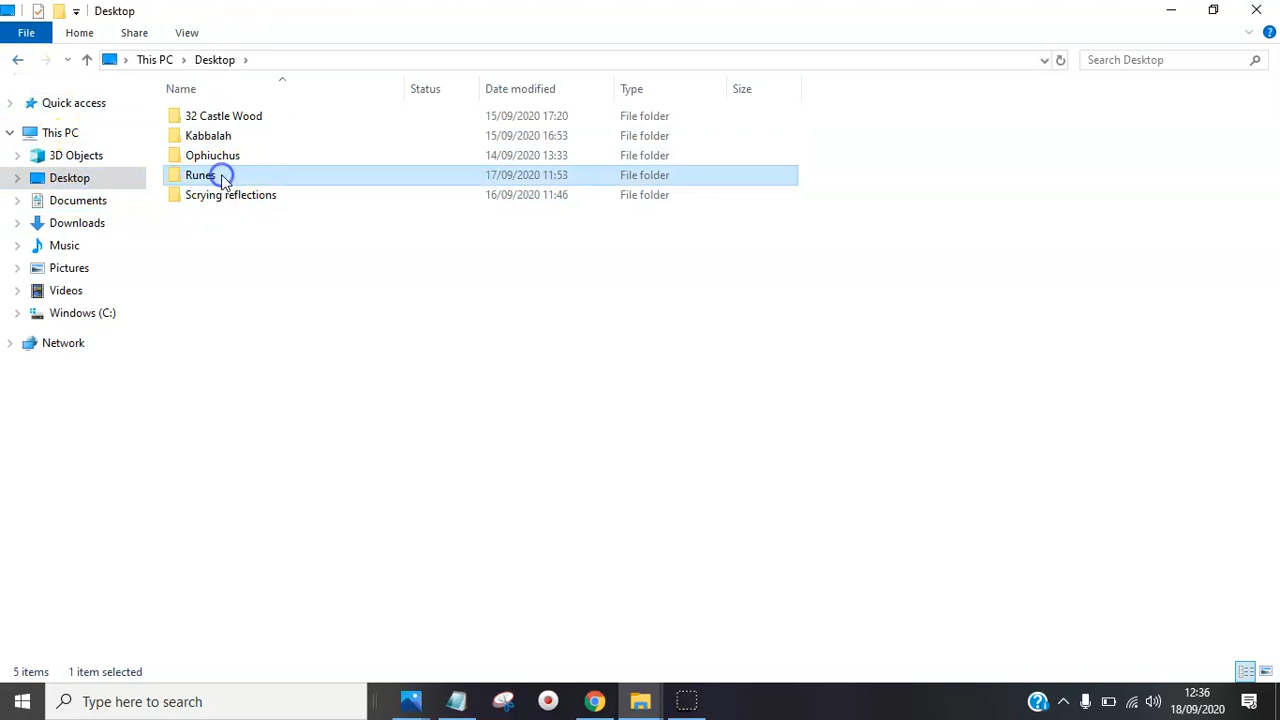 Desktop
File Home Share View
This PC Desktop Search Desktop
Name Status Date modified Type Size
Quick access
This PC
3D Objects
Desktop
Documents
Downloads
Music
Pictures
Videos
Windows (C:)
Network
32 Castle Wood 15/09/2020 17:20 File folder
Kabbalah 15/09/2020 16:53 File folder
Ophiuchus 14/09/2020 13:33 File folder
Runes 17/09/2020 11:53 File folder
Scrying reflections 16/09/2020 11:46 File folder
5 items 1 item selected
Type here to search
12:36
18/09/2020